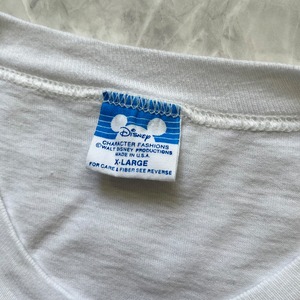 Disney
CHARACTER FASHIONS
©WALT DISNEY PRODUCTIONS
MADE IN U.S.A.
X-LARGE
FOR CARE & FIBER SEE REVERSE